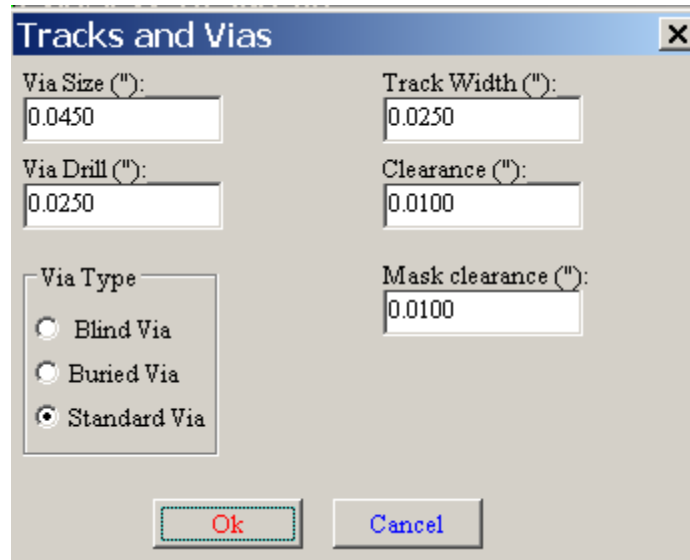 Tracks and Vias
Via Size ("):
0.0450
Track Width ("):
0.0250
Via Drill ("):
0.0250
Clearance ("):
0.0100
Via Type
Blind Via
Buried Via
Standard Via
Mask clearance ("):
0.0100
Ok
Cancel